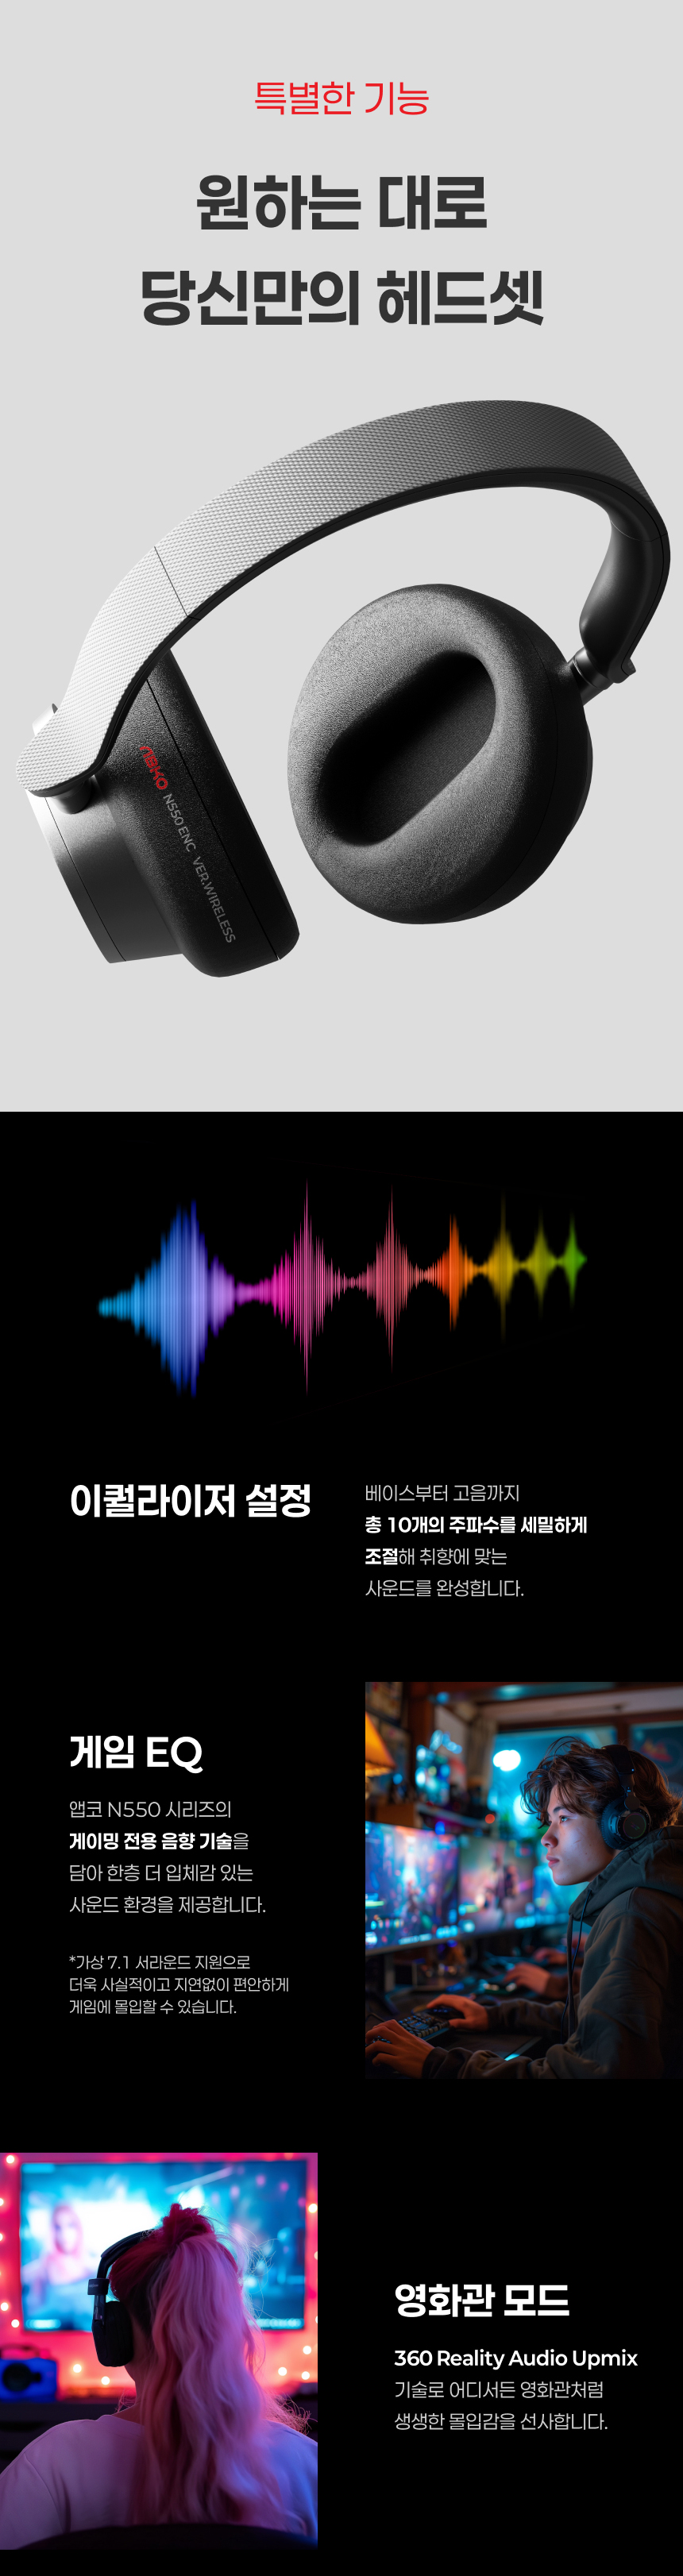 특별한 기능
원하는 대로
당신만의 헤드셋
ABKO N550 ENC VER.WIRELESS
이퀄라이저 설정
베이스부터 고음까지
총 10개의 주파수를 세밀하게
조절해 취향에 맞는
사운드를 완성합니다.
게임 EQ
앱코 N550 시리즈의
게이밍 전용 음향 기술을
담아 한층 더 입체감 있는
사운드 환경을 제공합니다.
*가상 7.1 서라운드 지원으로
더욱 사실적이고 지연없이 편안하게
게임에 몰입할 수 있습니다.
영화관 모드
360 Reality Audio Upmix
기술로 어디서든 영화관처럼
생생한 몰입감을 선사합니다.